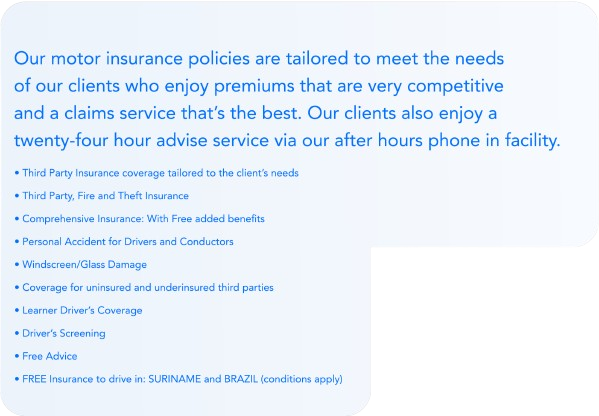 Our motor insurance policies are tailored to meet the needs
of our clients who enjoy premiums that are very competitive
and a claims service that's the best. Our clients also enjoy a
twenty-four hour advise service via our after hours phone in facility.
• Third Party Insurance coverage tailored to the client's needs
• Third Party, Fire and Theft Insurance
• Comprehensive Insurance: With Free added benefits
• Personal Accident for Drivers and Conductors
• Windscreen/Glass Damage
• Coverage for uninsured and underinsured third parties
• Learner Driver's Coverage
• Driver's Screening
• Free Advice
• FREE Insurance to drive in: SURINAME and BRAZIL (conditions apply)